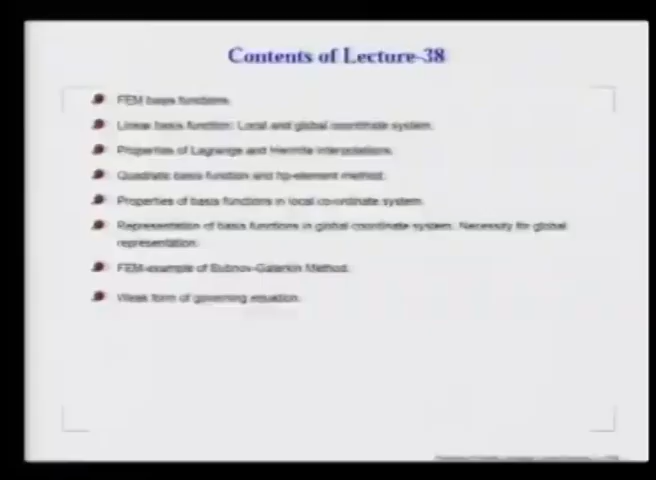 Contents of Lecture-38
FEM basis functions.
Linear basis function: Local and global coordinate system.
Properties of Lagrange and Hermite interpolations.
Quadratic basis function and hp-element method.
Properties of basis functions in local co-ordinate system.
Representation of basis functions in global coordinate system. Necessity for global
representation.
FEM-example of Bubnov-Galerkin Method.
Weak form of governing equation.